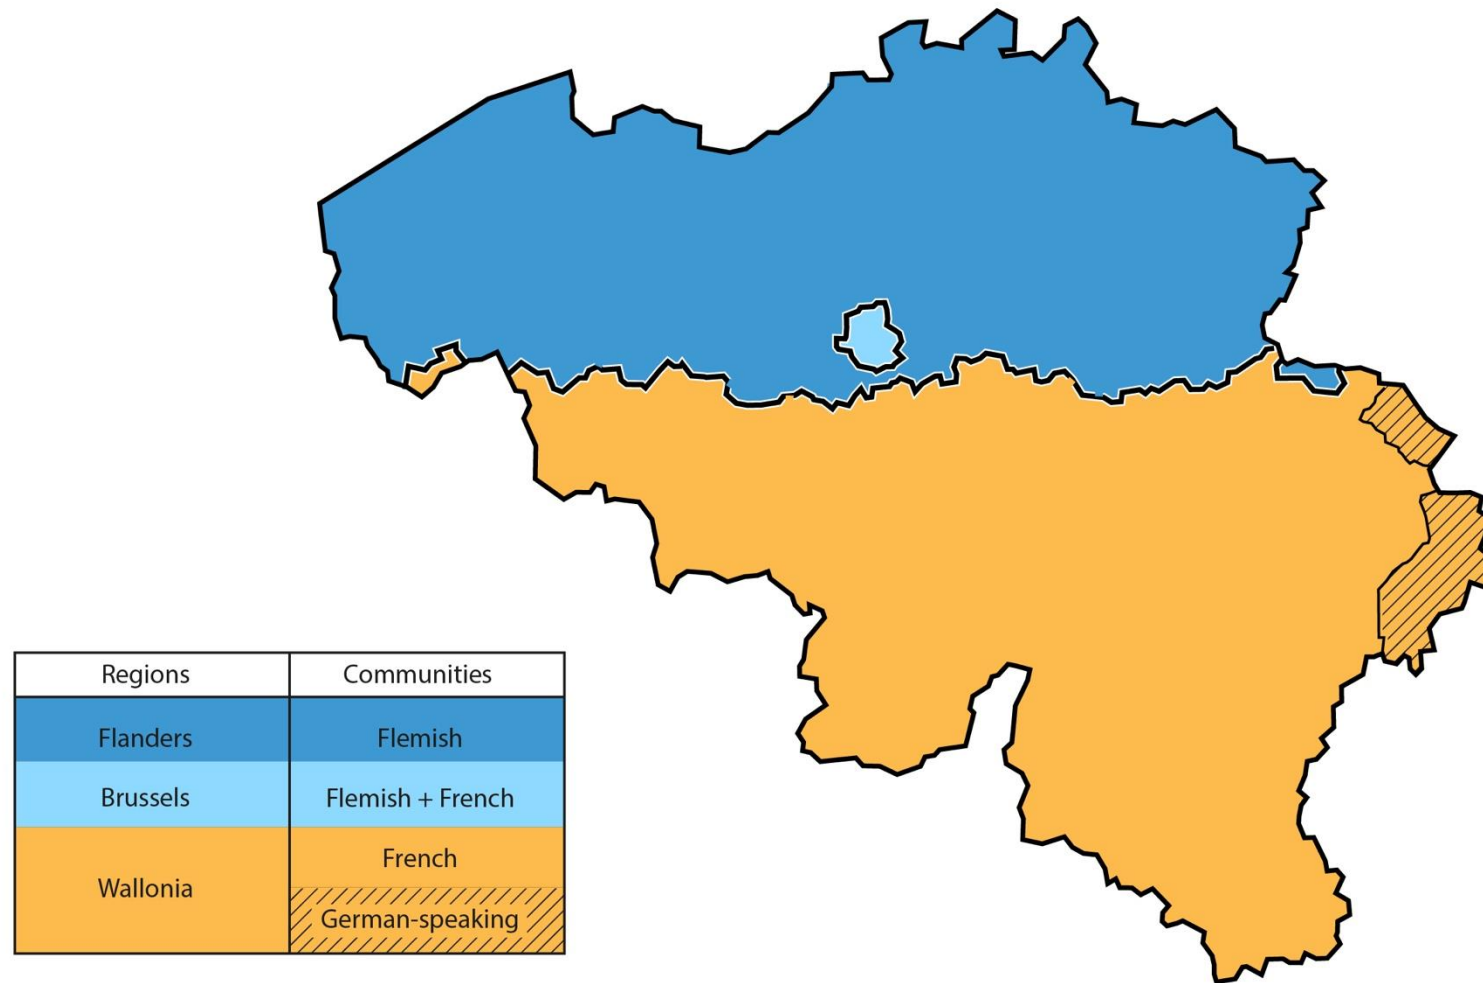 Regions Communities
Flanders Flemish
Brussels Flemish + French
Wallonia French
German-speaking